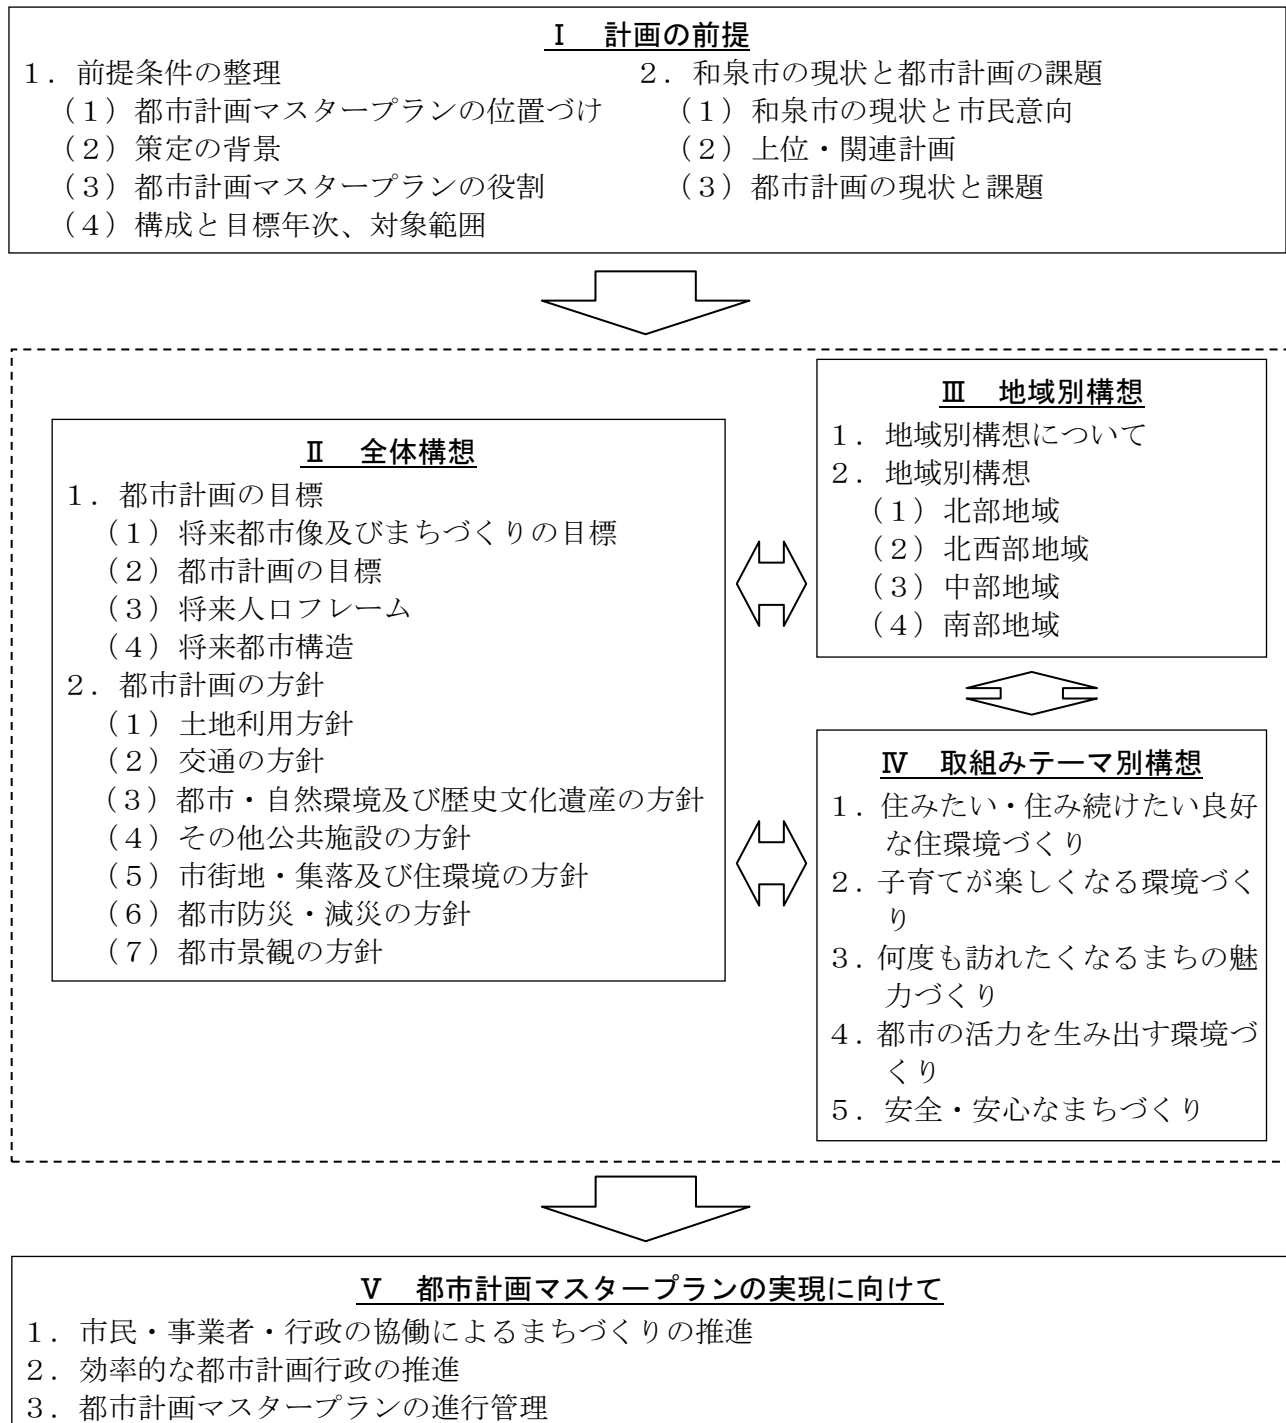 Ⅰ　計画の前提
１．前提条件の整理
（１）都市計画マスタープランの位置づけ
（２）策定の背景
（３）都市計画マスタープランの役割
（４）構成と目標年次、対象範囲
２．和泉市の現状と都市計画の課題
（１）和泉市の現状と市民意向
（２）上位・関連計画
（３）都市計画の現状と課題
Ⅱ　全体構想
１．都市計画の目標
（１）将来都市像及びまちづくりの目標
（２）都市計画の目標
（３）将来人口フレーム
（４）将来都市構造
２．都市計画の方針
（１）土地利用方針
（２）交通の方針
（３）都市・自然環境及び歴史文化遺産の方針
（４）その他公共施設の方針
（５）市街地・集落及び住環境の方針
（６）都市防災・減災の方針
（７）都市景観の方針
Ⅲ　地域別構想
１．地域別構想について
２．地域別構想
（１）北部地域
（２）北西部地域
（３）中部地域
（４）南部地域
Ⅳ　取組みテーマ別構想
１．住みたい・住み続けたい良好
な住環境づくり
２．子育てが楽しくなる環境づく
り
３．何度も訪れたくなるまちの魅
力づくり
４．都市の活力を生み出す環境づ
くり
５．安全・安心なまちづくり
Ⅴ　都市計画マスタープランの実現に向けて
１．市民・事業者・行政の協働によるまちづくりの推進
２．効率的な都市計画行政の推進
３．都市計画マスタープランの進行管理